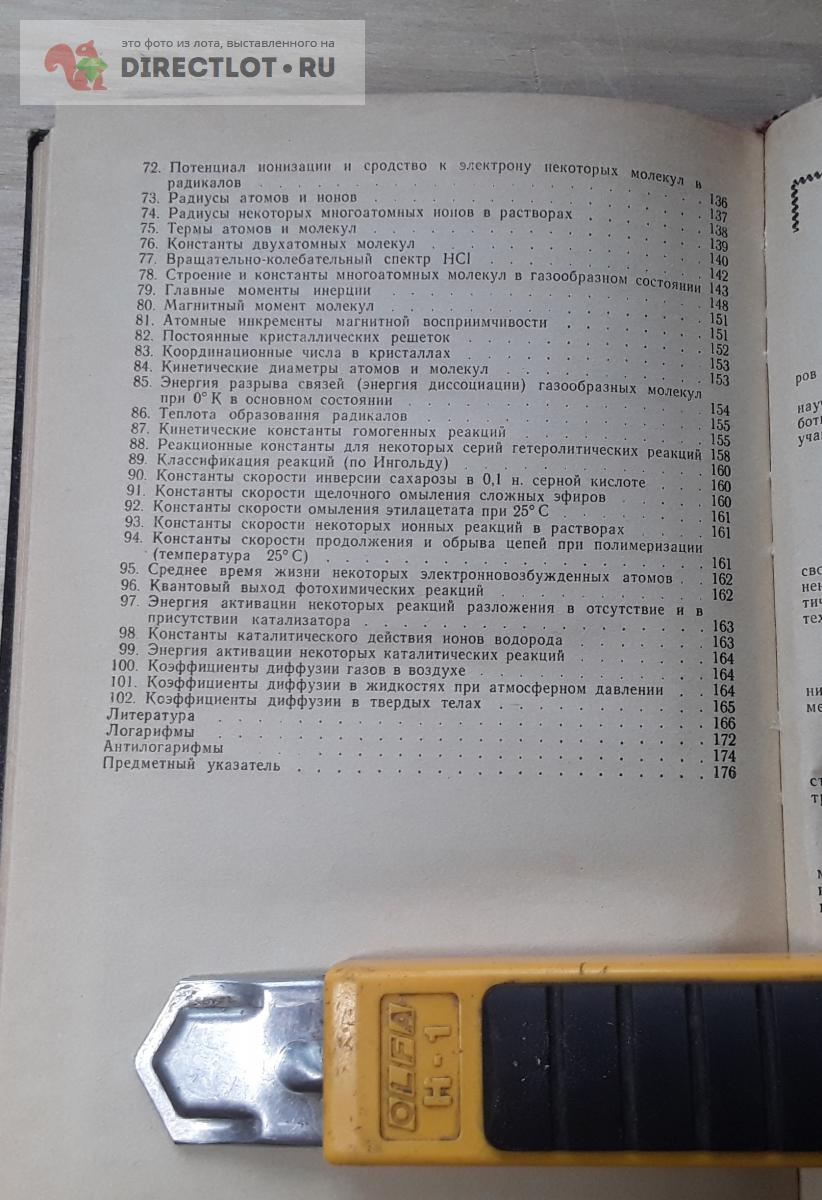 это фото из лота, выставленного на
DIRECTLOT.RU
72. Потенциал ионизации и сродство к электрону некоторых молекул и
радикалов . . . 136
73. Радиусы атомов и ионов . . . 137
74. Радиусы некоторых многоатомных ионов в растворах . . . 138
75. Термы атомов и молекул . . . 139
76. Константы двухатомных молекул . . . 140
77. Вращательно-колебательный спектр HCl . . . 142
78. Строение и константы многоатомных молекул в газообразном состоянии 143
79. Главные моменты инерции . . . 148
80. Магнитный момент молекул . . . 151
81. Атомные инкременты магнитной восприимчивости . . . 151
82. Постоянные кристаллических решеток . . . 152
83. Координационные числа в кристаллах . . . 153
84. Кинетические диаметры атомов и молекул . . . 153
85. Энергия разрыва связей (энергия диссоциации) газообразных молекул
при 0° К в основном состоянии . . . 154
86. Теплота образования радикалов . . . 155
87. Кинетические константы гомогенных реакций . . . 155
88. Реакционные константы для некоторых серий гетеролитических реакций 158
89. Классификация реакций (по Ингольду) . . . 160
90. Константы скорости инверсии сахарозы в 0,1 н. серной кислоте . . . 160
91. Константы скорости щелочного омыления сложных эфиров . . . 160
92. Константы скорости омыления этилацетата при 25° С . . . 161
93. Константы скорости некоторых ионных реакций в растворах . . . 161
94. Константы скорости продолжения и обрыва цепей при полимеризации
(температура 25° С) . . . 161
95. Среднее время жизни некоторых электронновозбужденных атомов . 162
96. Квантовый выход фотохимических реакций . . . 162
97. Энергия активации некоторых реакций разложения в отсутствие и в
присутствии катализатора . . . 163
98. Константы каталитического действия ионов водорода . . . 163
99. Энергия активации некоторых каталитических реакций . . . 164
100. Коэффициенты диффузии газов в воздухе . . . 164
101. Коэффициенты диффузии в жидкостях при атмосферном давлении . . 164
102. Коэффициенты диффузии в твердых телах . . . 165
Литература . . . 166
Логарифмы . . . 172
Антилогарифмы . . . 174
Предметный указатель . . . 176
OLFA
H-1